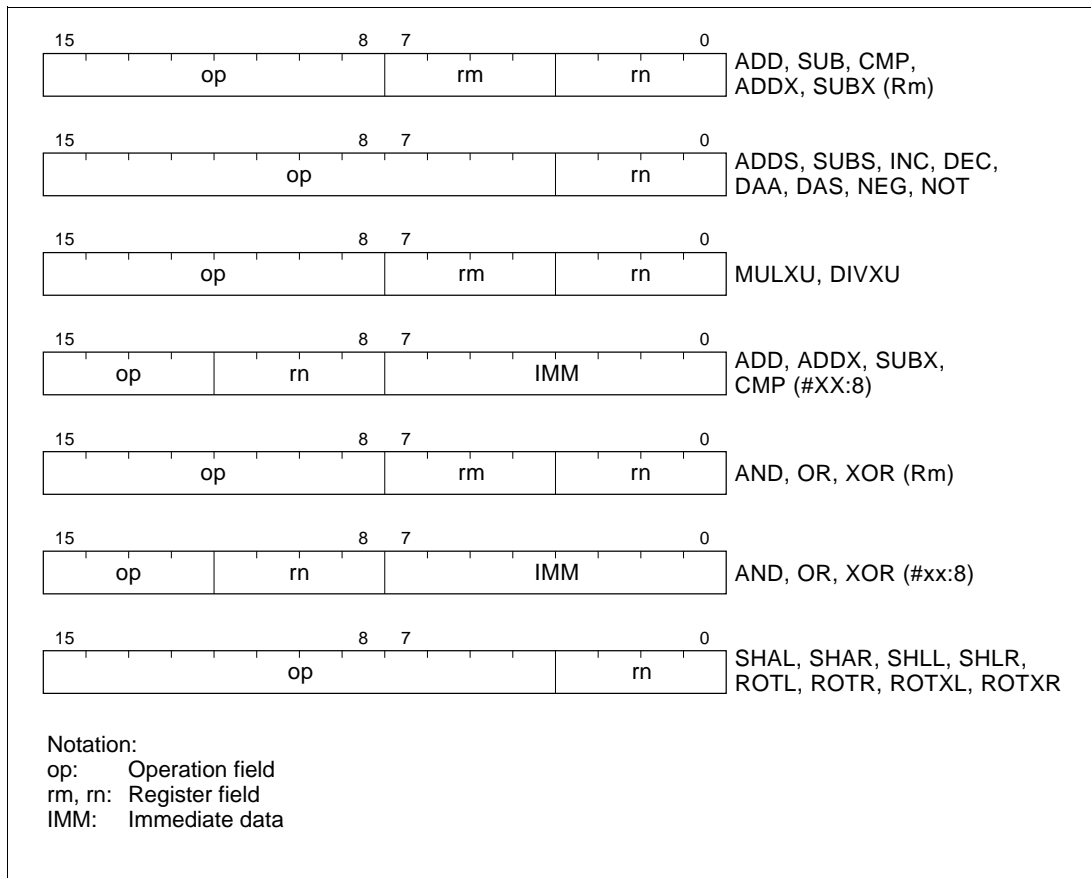 15 8 7 0
op rm rn
ADD, SUB, CMP,
ADDX, SUBX (Rm)
15 8 7 0
op rn
ADDS, SUBS, INC, DEC,
DAA, DAS, NEG, NOT
15 8 7 0
op rm rn
MULXU, DIVXU
15 8 7 0
op rn IMM
ADD, ADDX, SUBX,
CMP (#XX:8)
15 8 7 0
op rm rn
AND, OR, XOR (Rm)
15 8 7 0
op rn IMM
AND, OR, XOR (#xx:8)
15 8 7 0
op rn
SHAL, SHAR, SHLL, SHLR,
ROTL, ROTR, ROTXL, ROTXR
Notation:
op: Operation field
rm, rn: Register field
IMM: Immediate data